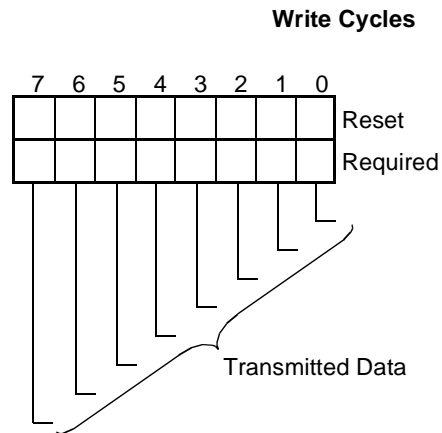 Write Cycles
7 6 5 4 3 2 1 0
Reset
Required
Transmitted Data